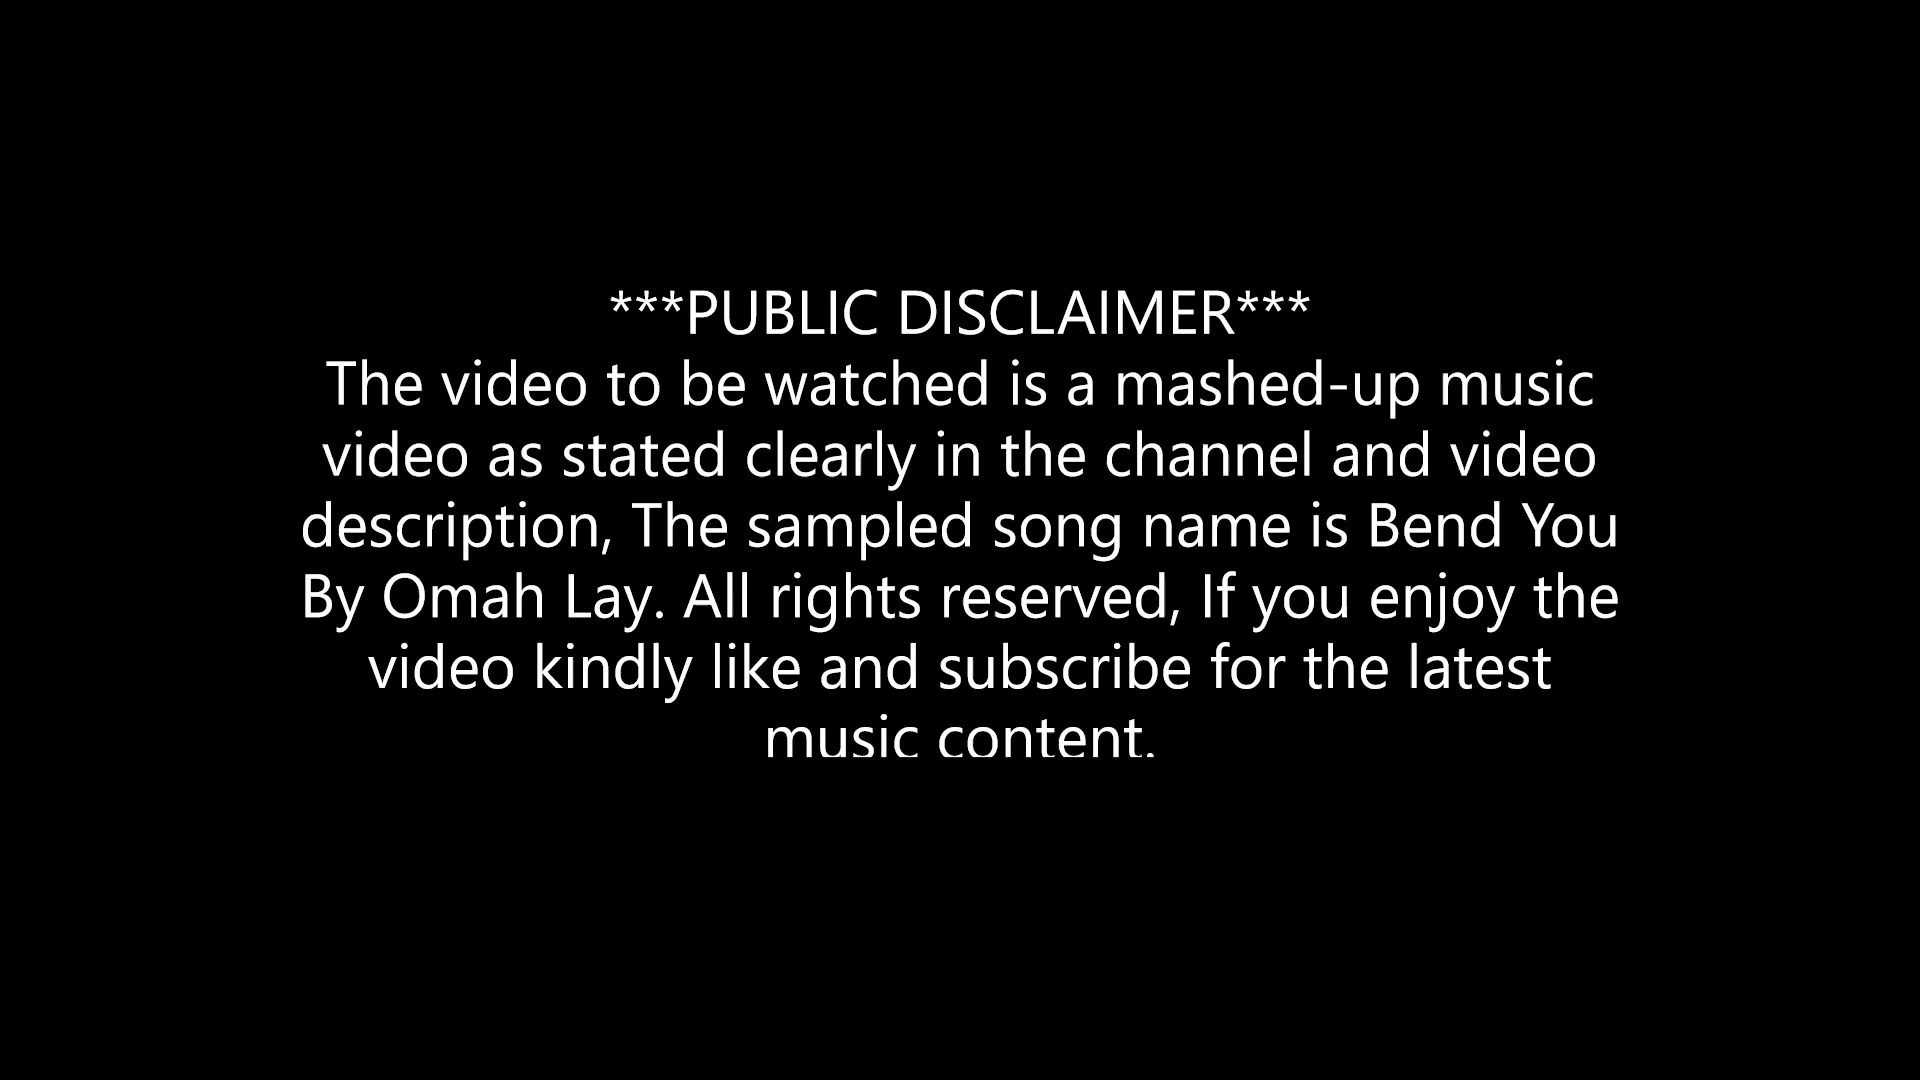 ***PUBLIC DISCLAIMER***
The video to be watched is a mashed-up music
video as stated clearly in the channel and video
description, The sampled song name is Bend You
By Omah Lay. All rights reserved, If you enjoy the
video kindly like and subscribe for the latest
music content.